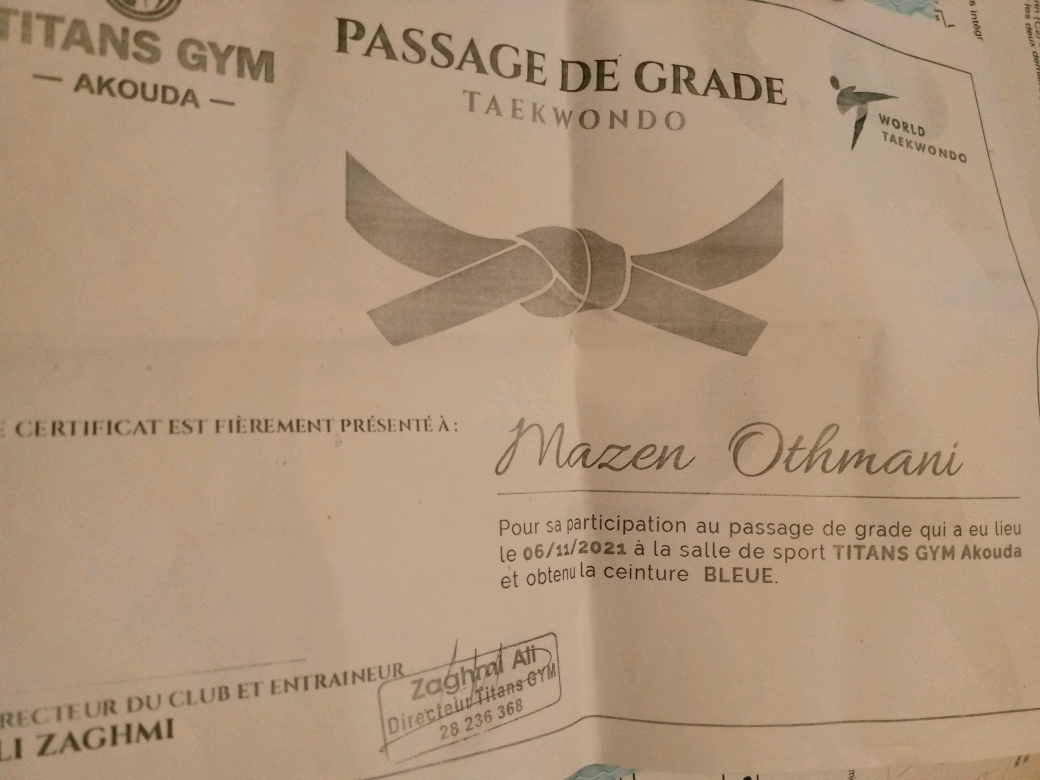 TITANS GYM
— AKOUDA —
PASSAGE DE GRADE
TAEKWONDO
WORLD
TAEKWONDO
E CERTIFICAT EST FIÈREMENT PRÉSENTÉ À :
Mazen Othmani
Pour sa participation au passage de grade qui a eu lieu
le 06/11/2021 à la salle de sport TITANS GYM Akouda
et obtenu la ceinture BLEUE.
RECTEUR DU CLUB ET ENTRAINEUR
LI ZAGHMI
Zaghmi Ali
Directeur Titans GYM
28 236 368